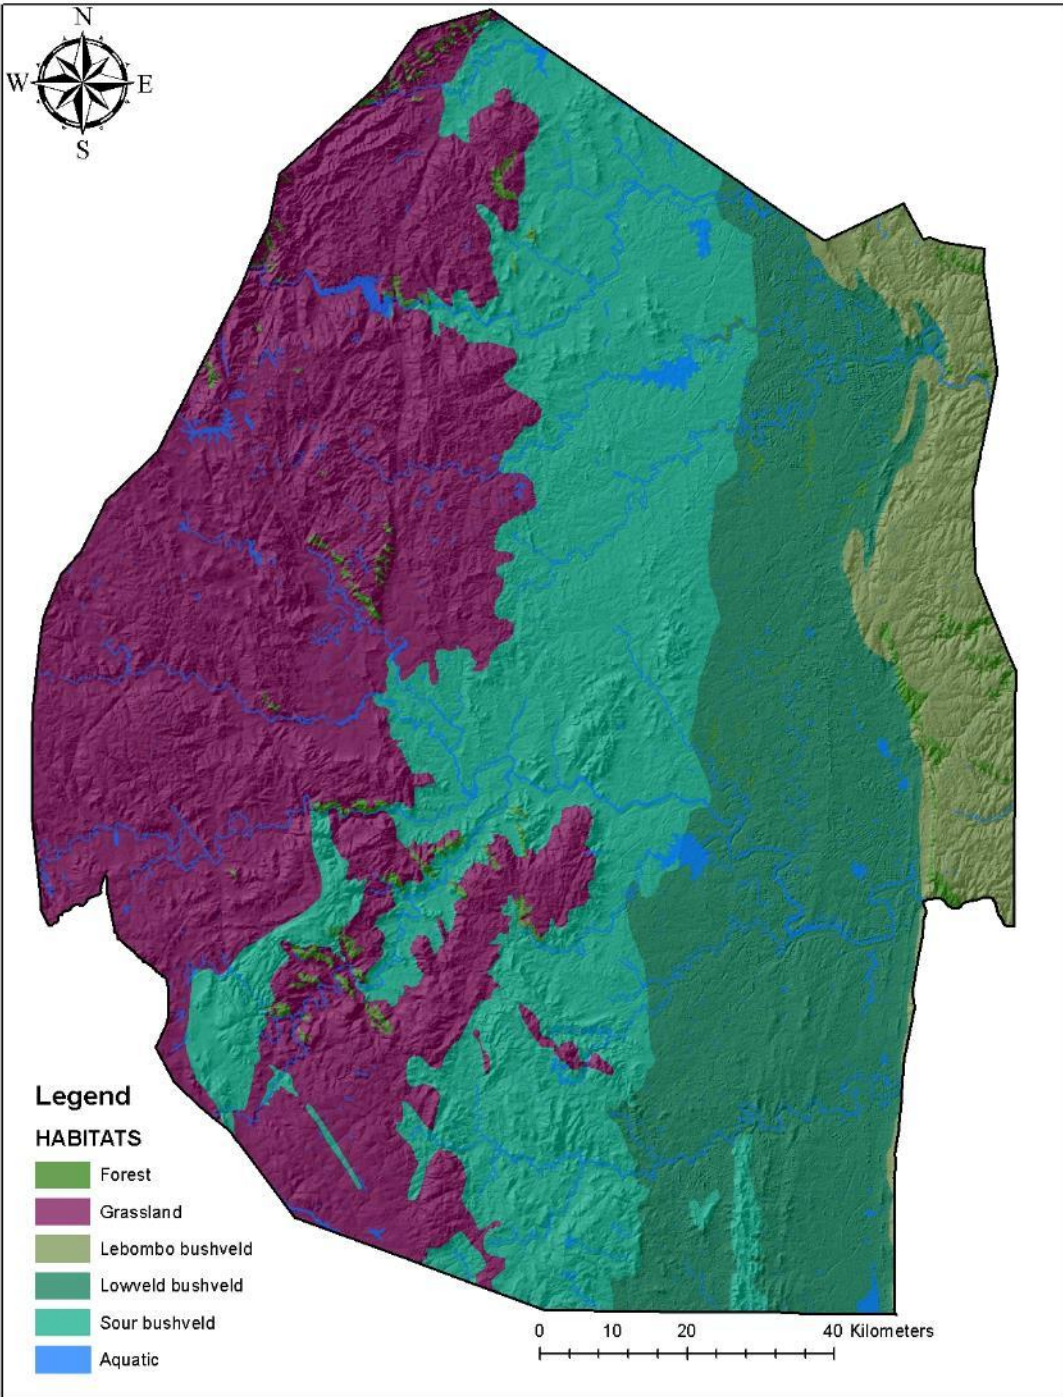 N
W E
S
Legend
HABITATS
Forest
Grassland
Lebombo bushveld
Lowveld bushveld
Sour bushveld
Aquatic
0 10 20 40 Kilometers